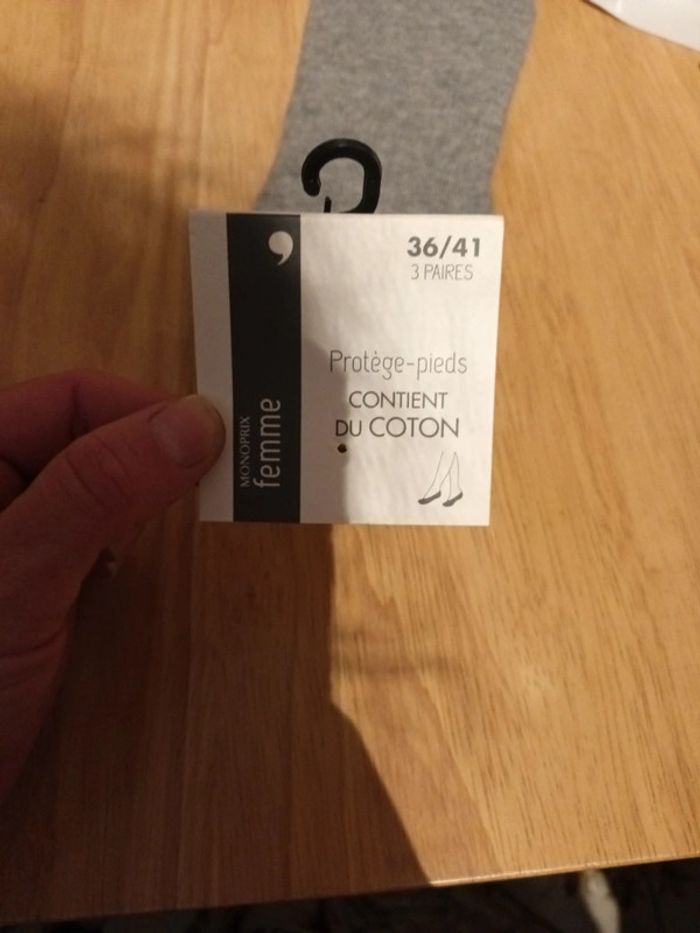 36/41
3 PAIRES
Protège-pieds
CONTIENT
DU COTON
MONOPRIX
femme